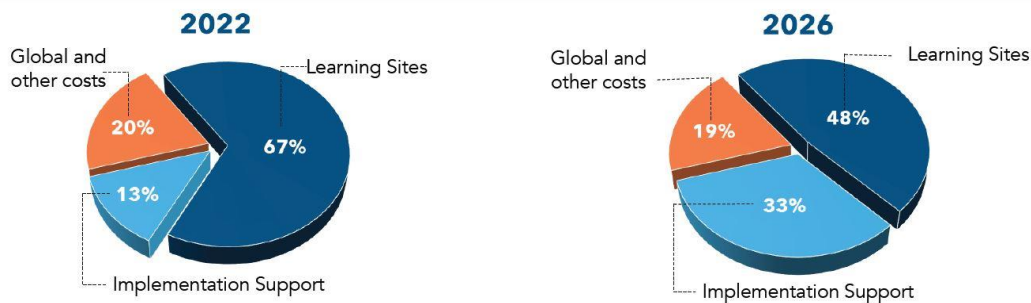 2022
Global and
other costs
Learning Sites
20%
67%
13%
Implementation Support
2026
Global and
other costs
Learning Sites
19%
48%
33%
Implementation Support